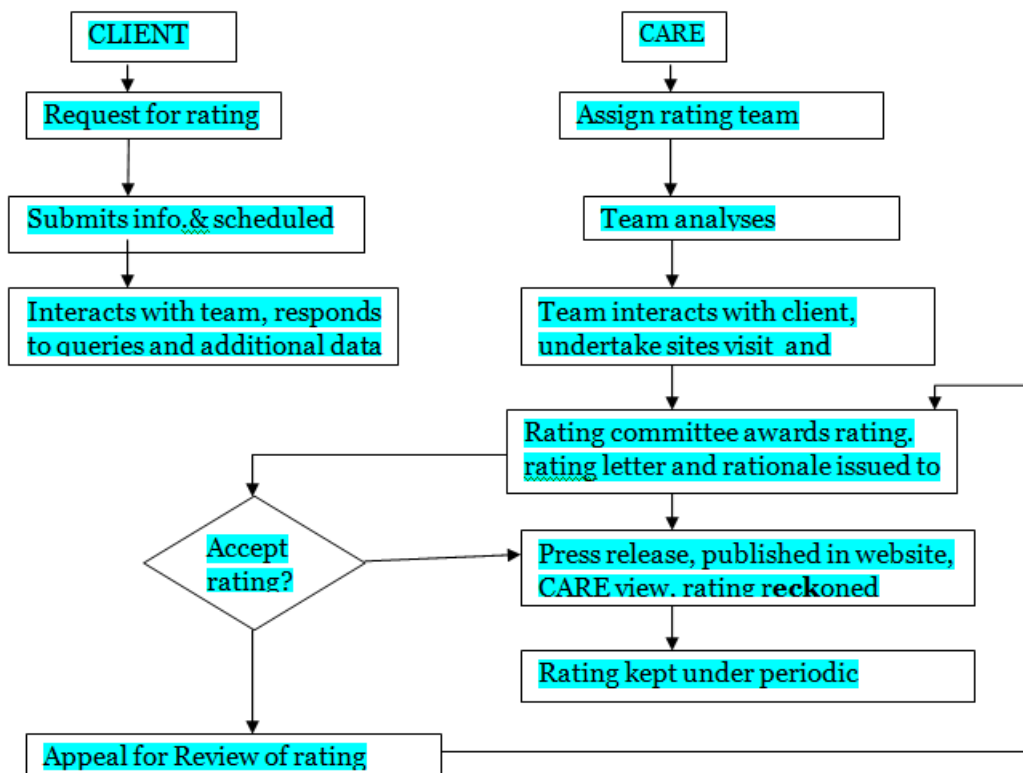 CLIENT
Request for rating
Submits info.& scheduled
Interacts with team, responds
to queries and additional data
CARE
Assign rating team
Team analyses
Team interacts with client,
undertake sites visit and
Rating committee awards rating.
rating letter and rationale issued to
Accept
rating?
Press release, published in website,
CARE view. rating reckoned
Rating kept under periodic
Appeal for Review of rating